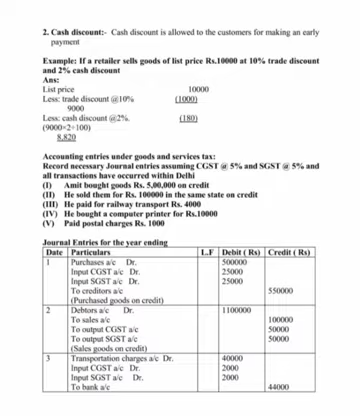 2. Cash discount:- Cash discount is allowed to the customers for making an early
payment
Example: If a retailer sells goods of list price Rs.10000 at 10% trade discount
and 2% cash discount
Ans:
List price 10000
Less: trade discount @10% (1000)
9000
Less: cash discount @2%. (180)
(9000×2÷100)
8,820
Accounting entries under goods and services tax:
Record necessary Journal entries assuming CGST @ 5% and SGST @ 5% and
all transactions have occurred within Delhi
(I) Amit bought goods Rs. 5,00,000 on credit
(II) He sold them for Rs. 100000 in the same state on credit
(III) He paid for railway transport Rs. 4000
(IV) He bought a computer printer for Rs.10000
(V) Paid postal charges Rs. 1000
Journal Entries for the year ending
Date Particulars L.F Debit ( Rs) Credit ( Rs)
1 Purchases a/c Dr. 500000
Input CGST a/c Dr. 25000
Input SGST a/c Dr. 25000
To creditors a/c 550000
(Purchased goods on credit)
2 Debtors a/c Dr. 1100000
To sales a/c 100000
To output CGST a/c 50000
To output SGST a/c 50000
(Sales goods on credit)
3 Transportation charges a/c Dr. 40000
Input CGST a/c Dr. 2000
Input SGST a/c Dr. 2000
To bank a/c 44000